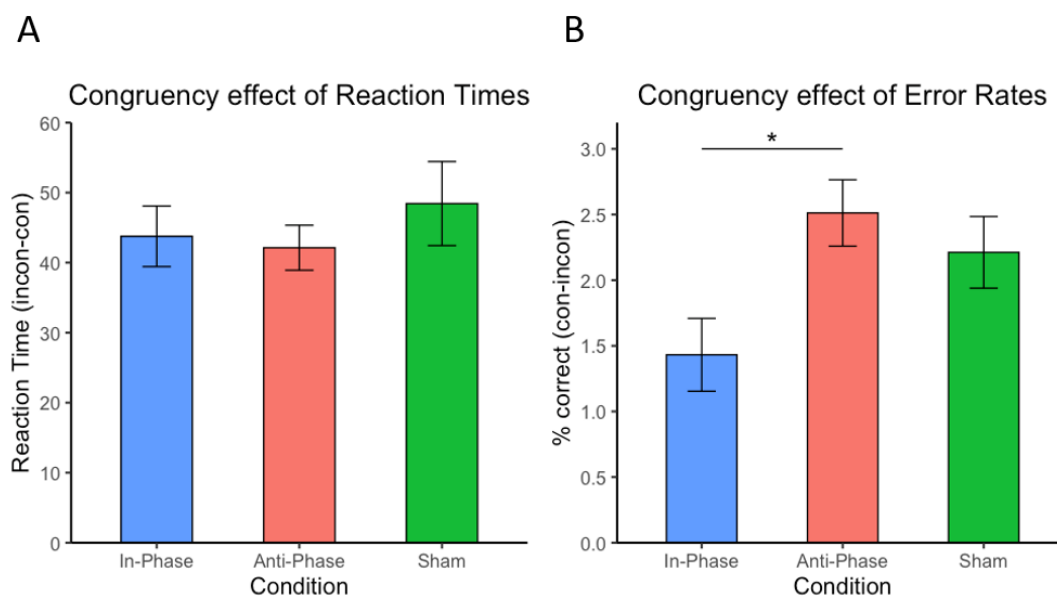 A
Congruency effect of Reaction Times
Reaction Time (incon-con)
60
50
40
30
20
10
0
In-Phase Anti-Phase Sham
Condition
B
Congruency effect of Error Rates
% correct (con-incon)
3.0
2.5
2.0
1.5
1.0
0.5
0.0
*
In-Phase Anti-Phase Sham
Condition